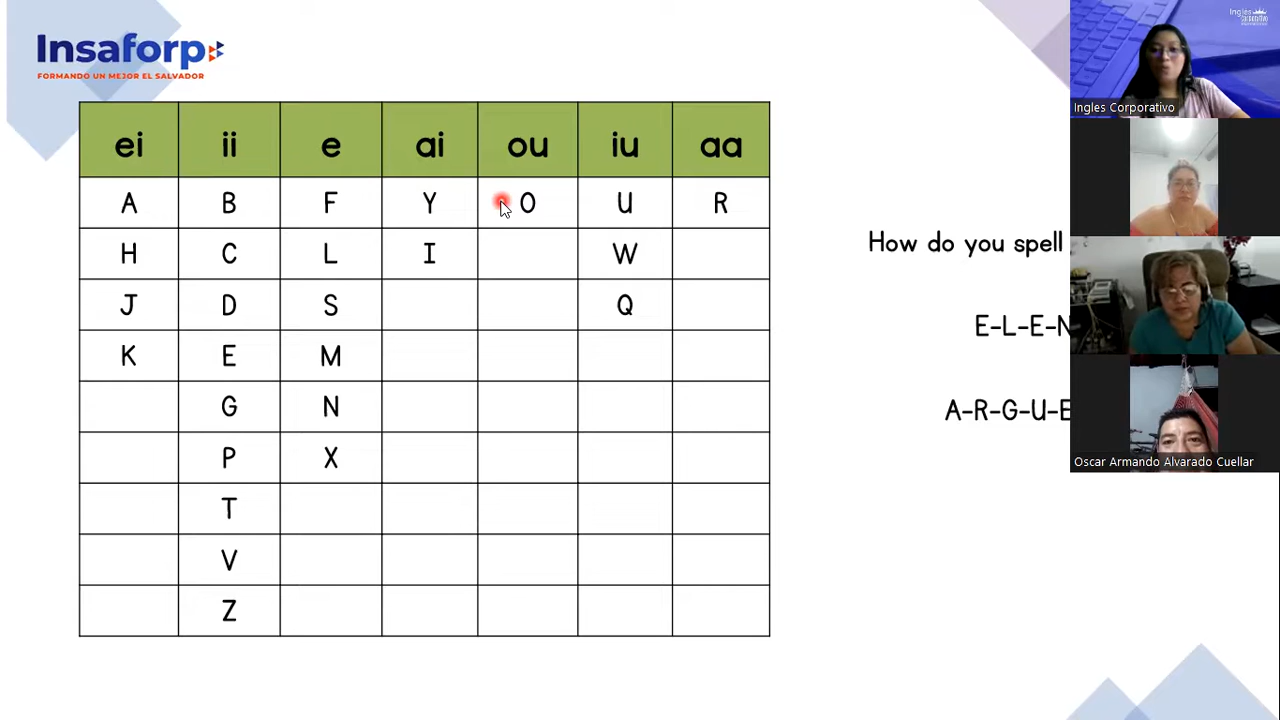 Insaforp
FORMANDO UN MEJOR EL SALVADOR
ei ii e ai ou iu aa
A B F Y O U R
H C L I W
J D S Q
K E M
G N
P X
T
V
Z
How do you spell
E-L-E-N
A-R-G-U-E
Ingles
Ingles Corporativo
Oscar Armando Alvarado Cuellar